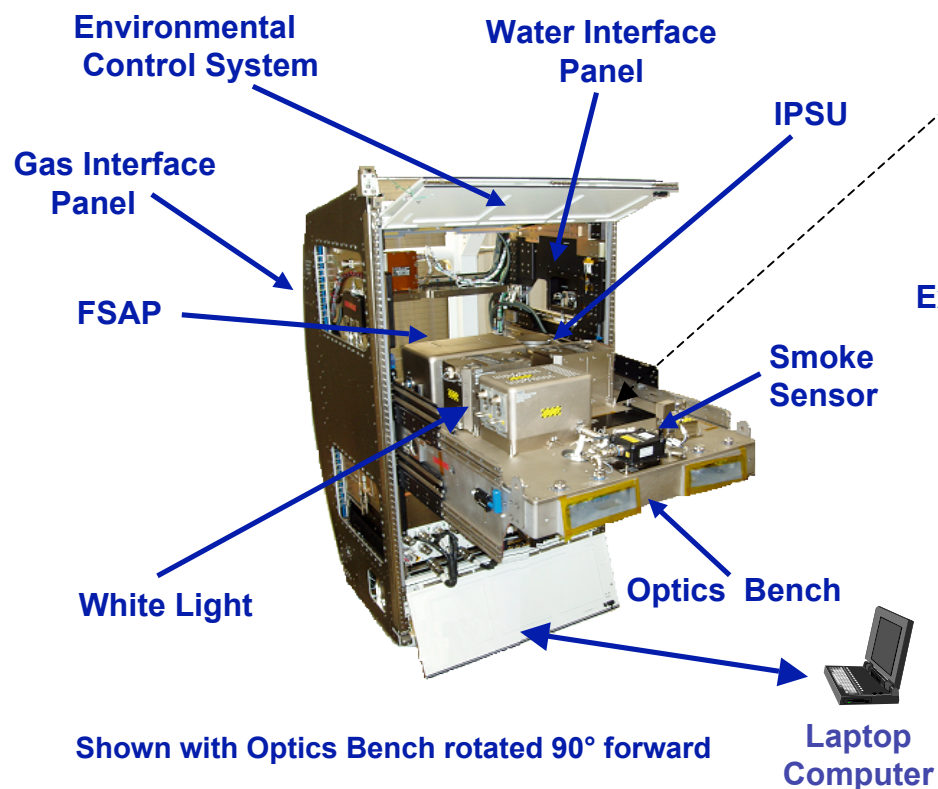 Environmental
Control System
Water Interface
Panel
IPSU
Gas Interface
Panel
E
FSAP
Smoke
Sensor
White Light
Optics Bench
Shown with Optics Bench rotated 90° forward
Laptop
Computer